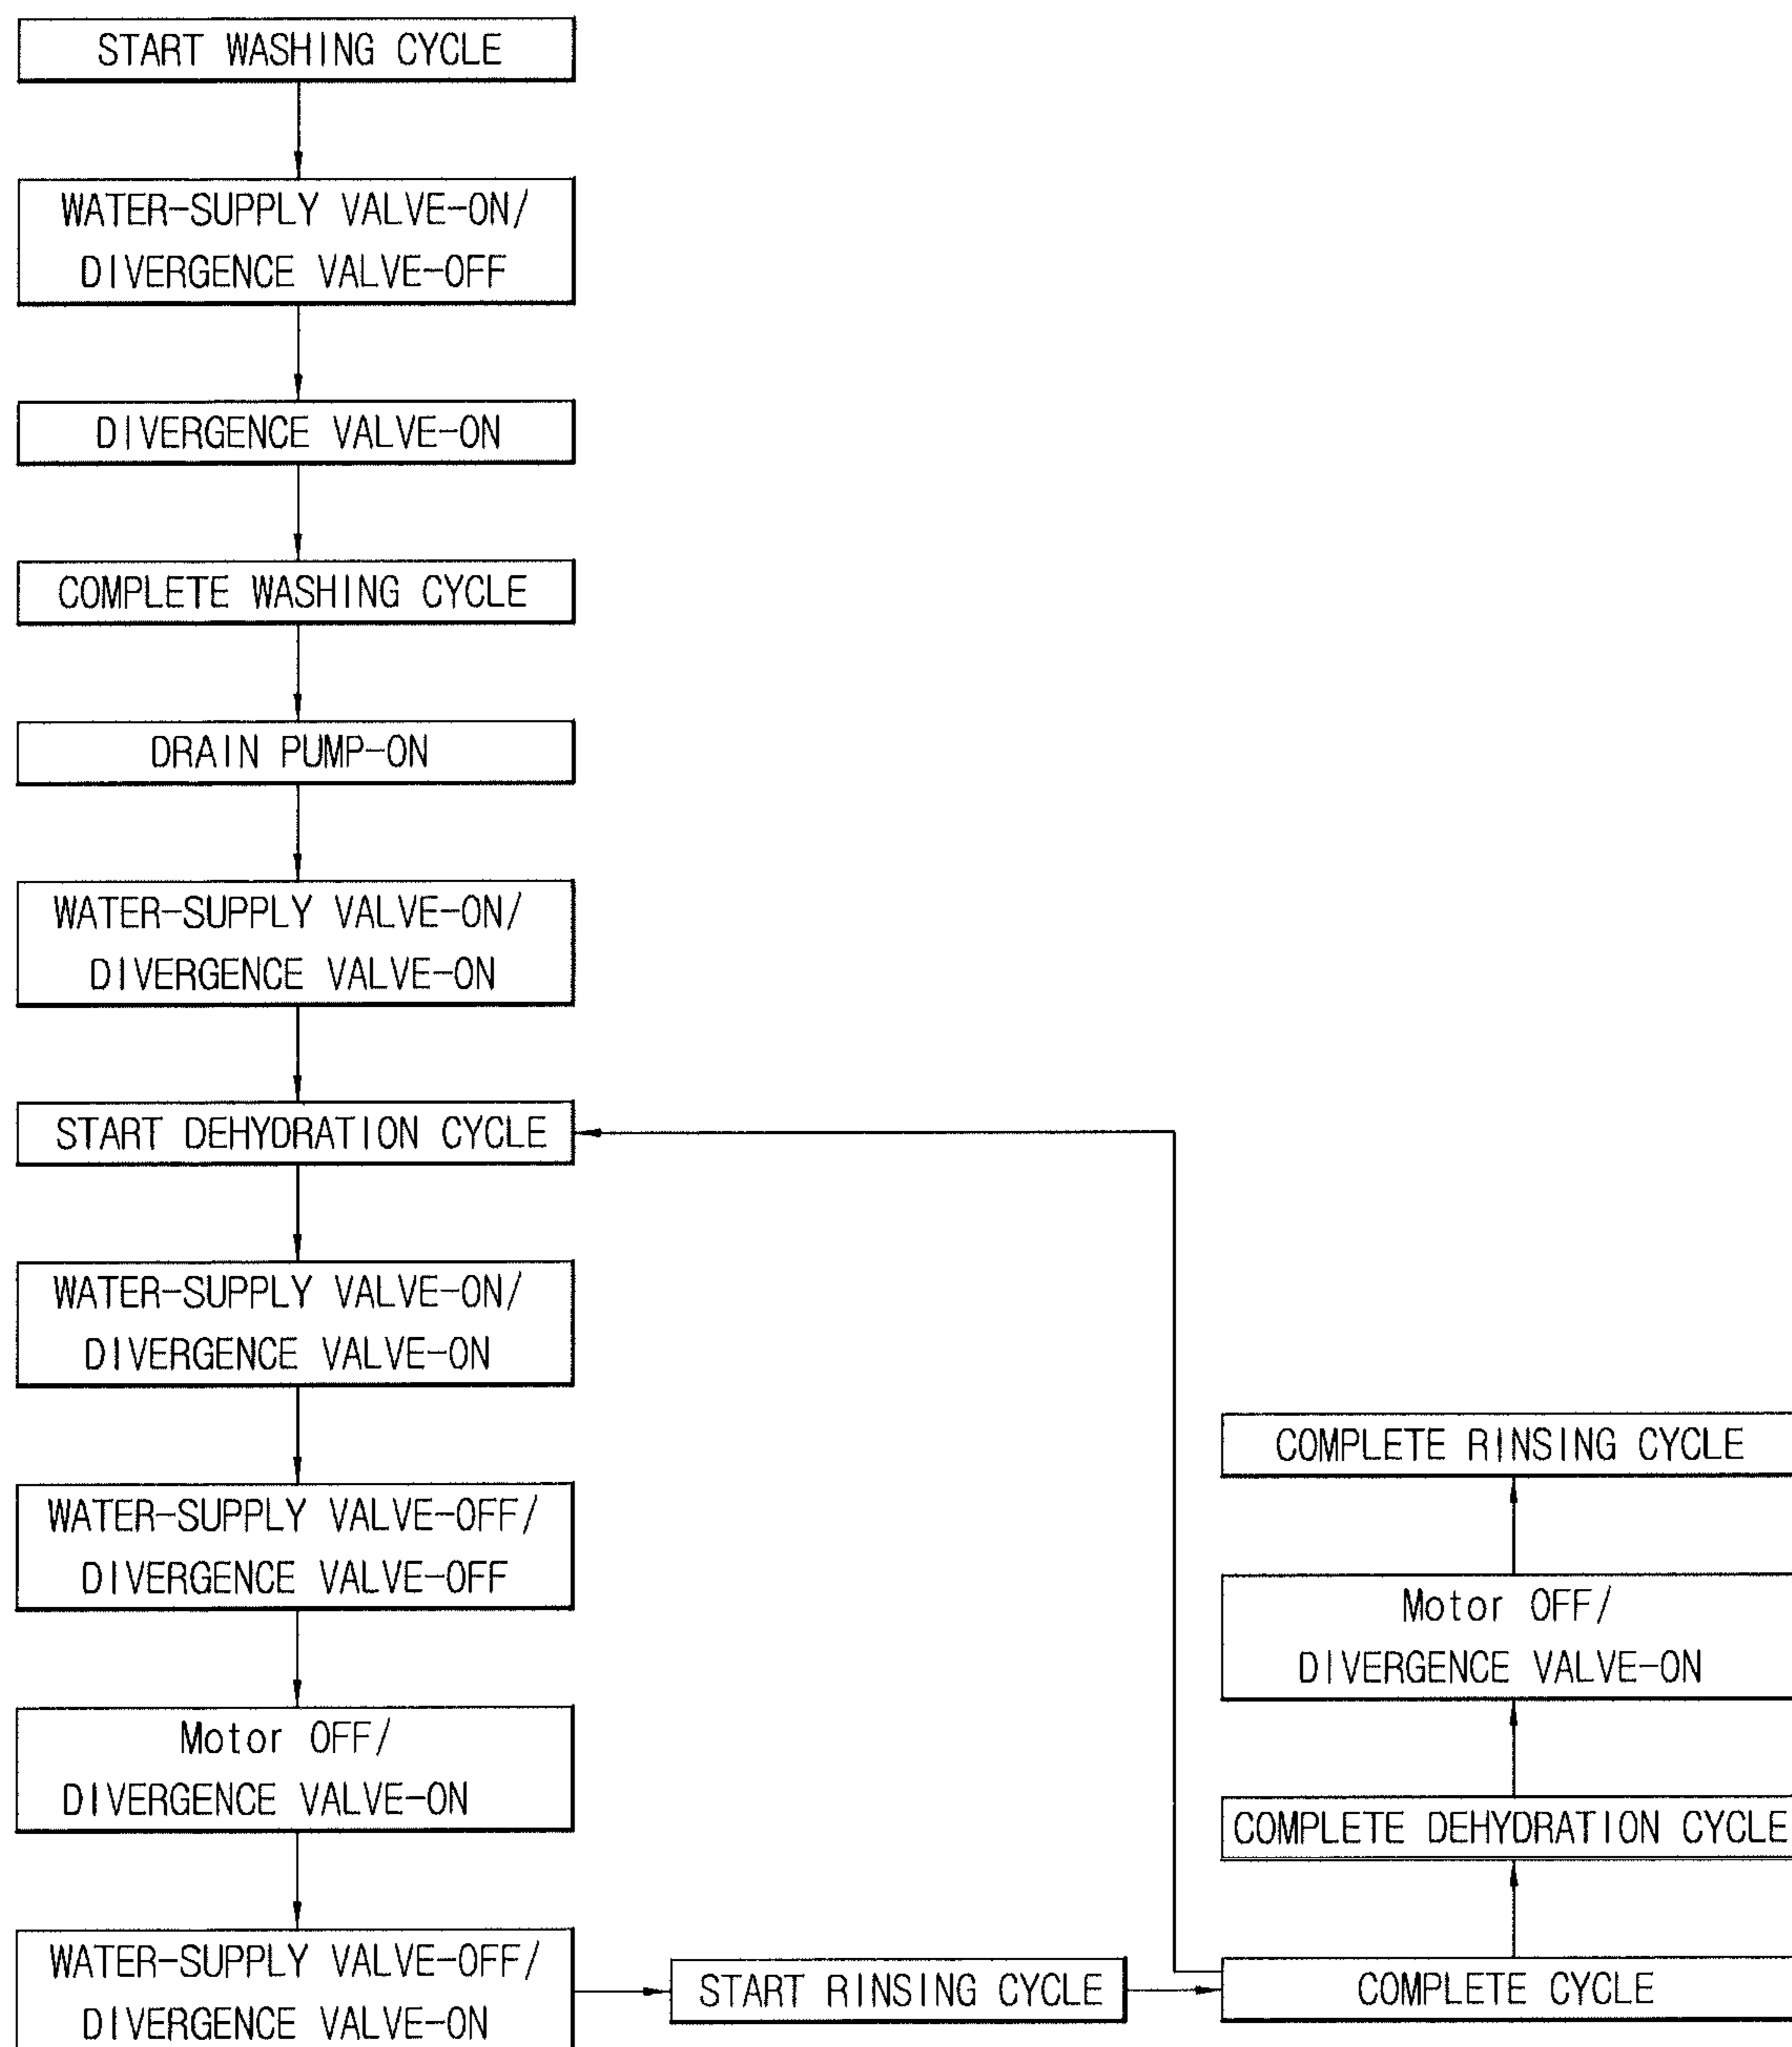 START WASHING CYCLE
WATER-SUPPLY VALVE-ON/
DIVERGENCE VALVE-OFF
DIVERGENCE VALVE-ON
COMPLETE WASHING CYCLE
DRAIN PUMP-ON
WATER-SUPPLY VALVE-ON/
DIVERGENCE VALVE-ON
START DEHYDRATION CYCLE
WATER-SUPPLY VALVE-ON/
DIVERGENCE VALVE-ON
WATER-SUPPLY VALVE-OFF/
DIVERGENCE VALVE-OFF
Motor OFF/
DIVERGENCE VALVE-ON
WATER-SUPPLY VALVE-OFF/
DIVERGENCE VALVE-ON
START RINSING CYCLE
COMPLETE CYCLE
COMPLETE DEHYDRATION CYCLE
Motor OFF/
DIVERGENCE VALVE-ON
COMPLETE RINSING CYCLE